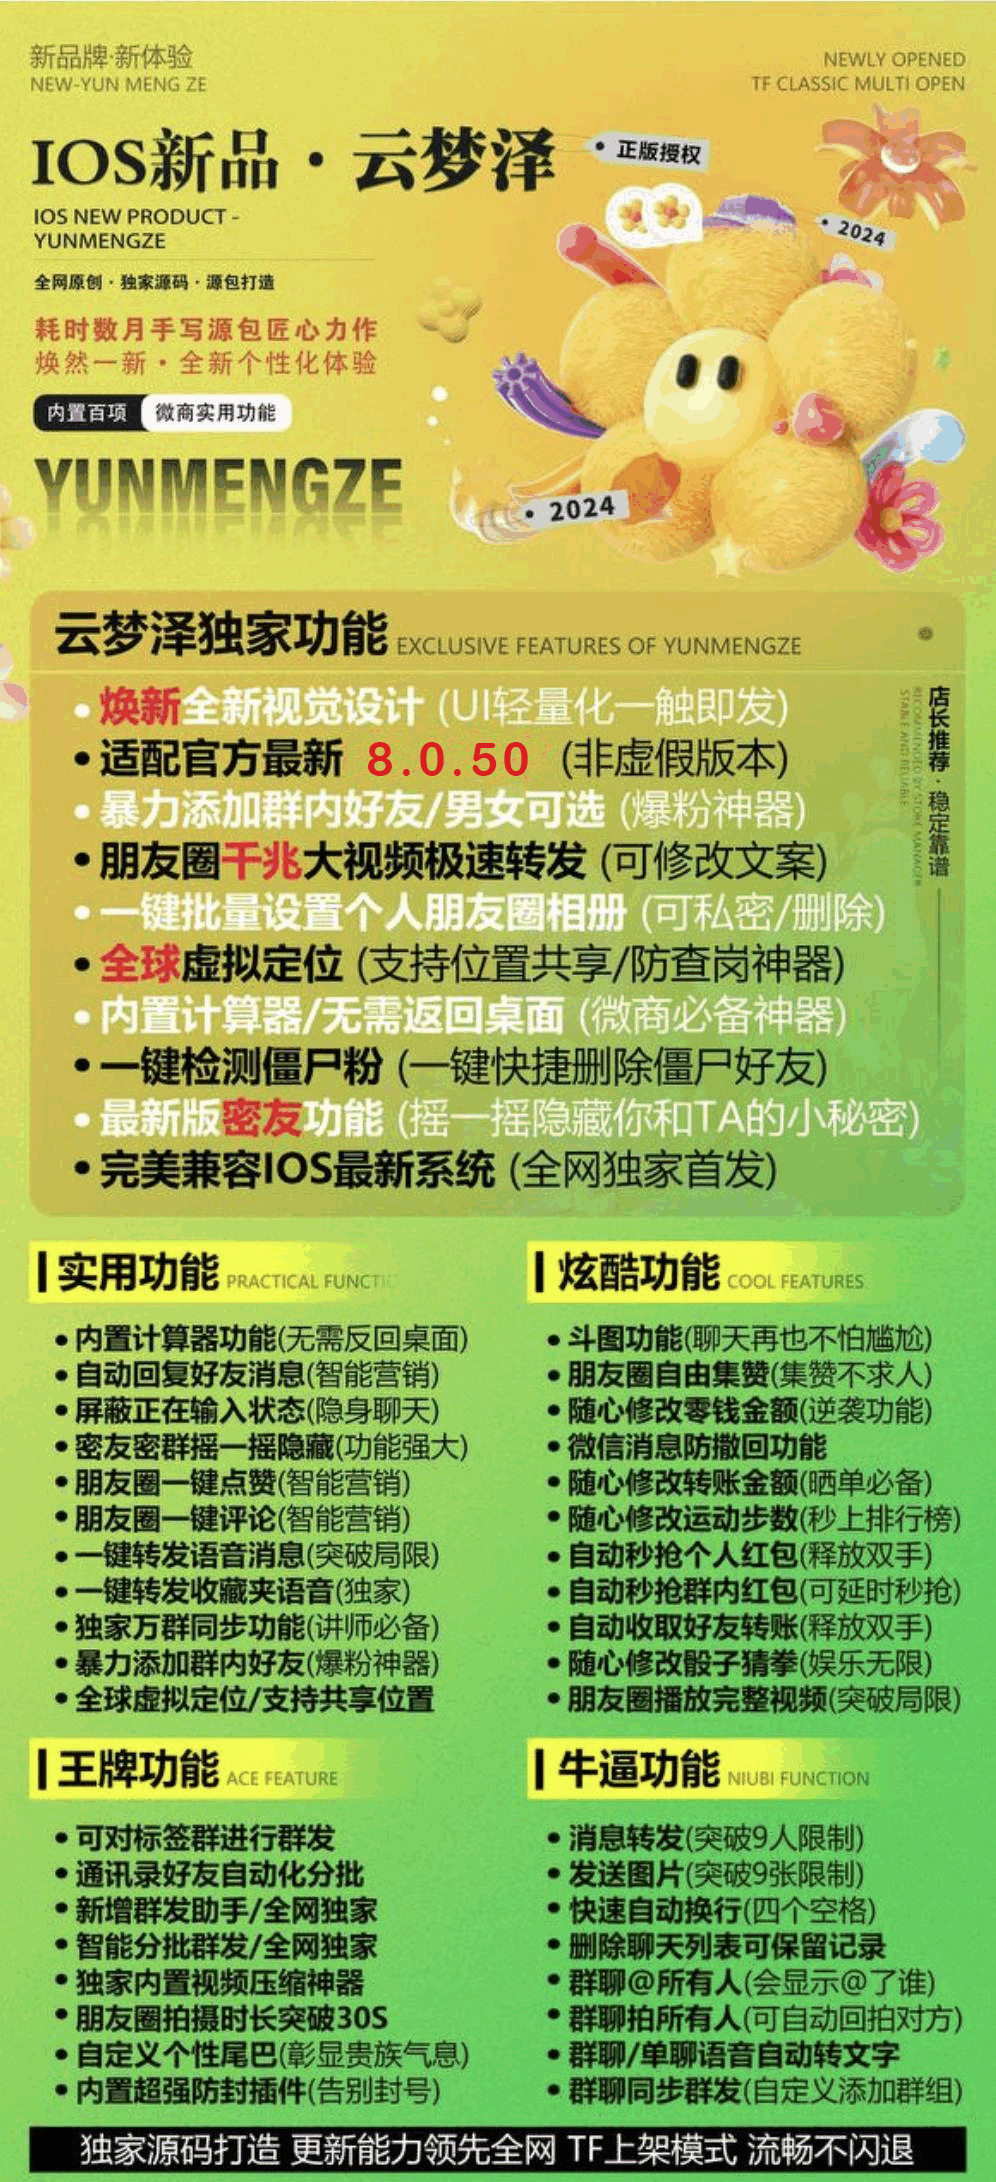 新品牌·新体验
NEW-YUN MENG ZE
NEWLY OPENED
TF CLASSIC MULTI OPEN
IOS新品·云梦泽
正版授权
IOS NEW PRODUCT -
YUNMENGZE
2024
全网原创·独家源码·源包打造
耗时数月手写源包匠心力作
焕然一新·全新个性化体验
内置百项 微商实用功能
YUNMENGZE
2024
云梦泽独家功能 EXCLUSIVE FEATURES OF YUNMENGZE
•焕新全新视觉设计 (UI轻量化一触即发)
•适配官方最新 8.0.50 (非虚假版本)
•暴力添加群内好友/男女可选 (爆粉神器)
•朋友圈千兆大视频极速转发 (可修改文案)
•一键批量设置个人朋友圈相册 (可私密/删除)
•全球虚拟定位 (支持位置共享/防查岗神器)
•内置计算器/无需返回桌面 (微商必备神器)
•一键检测僵尸粉 (一键快捷删除僵尸好友)
•最新版密友功能 (摇一摇隐藏你和TA的小秘密)
•完美兼容IOS最新系统 (全网独家首发)
店长推荐·稳定靠谱
RECOMMENDED BY STORE MANAGER
STABLE AND RELIABLE
实用功能 PRACTICAL FUNCTIO
•内置计算器功能(无需反回桌面)
•自动回复好友消息(智能营销)
•屏蔽正在输入状态(隐身聊天)
•密友密群摇一摇隐藏(功能强大)
•朋友圈一键点赞(智能营销)
•朋友圈一键评论(智能营销)
•一键转发语音消息(突破局限)
•一键转发收藏夹语音(独家)
•独家万群同步功能(讲师必备)
•暴力添加群内好友(爆粉神器)
•全球虚拟定位/支持共享位置
炫酷功能 COOL FEATURES
•斗图功能(聊天再也不怕尴尬)
•朋友圈自由集赞(集赞不求人)
•随心修改零钱金额(逆袭功能)
•微信消息防撤回功能
•随心修改转账金额(晒单必备)
•随心修改运动步数(秒上排行榜)
•自动秒抢个人红包(释放双手)
•自动秒抢群内红包(可延时秒抢)
•自动收取好友转账(释放双手)
•随心修改骰子猜拳(娱乐无限)
•朋友圈播放完整视频(突破局限)
王牌功能 ACE FEATURE
•可对标签群进行群发
•通讯录好友自动化分批
•新增群发助手/全网独家
•智能分批群发/全网独家
•独家内置视频压缩神器
•朋友圈拍摄时长突破30S
•自定义个性尾巴(彰显贵族气息)
•内置超强防封插件(告别封号)
牛逼功能 NIUBI FUNCTION
•消息转发(突破9人限制)
•发送图片(突破9张限制)
•快速自动换行(四个空格)
•删除聊天列表可保留记录
•群聊@所有人(会显示@了谁)
•群聊拍所有人(可自动回拍对方)
•群聊/单聊语音自动转文字
•群聊同步群发(自定义添加群组)
独家源码打造 更新能力领先全网 TF上架模式 流畅不闪退